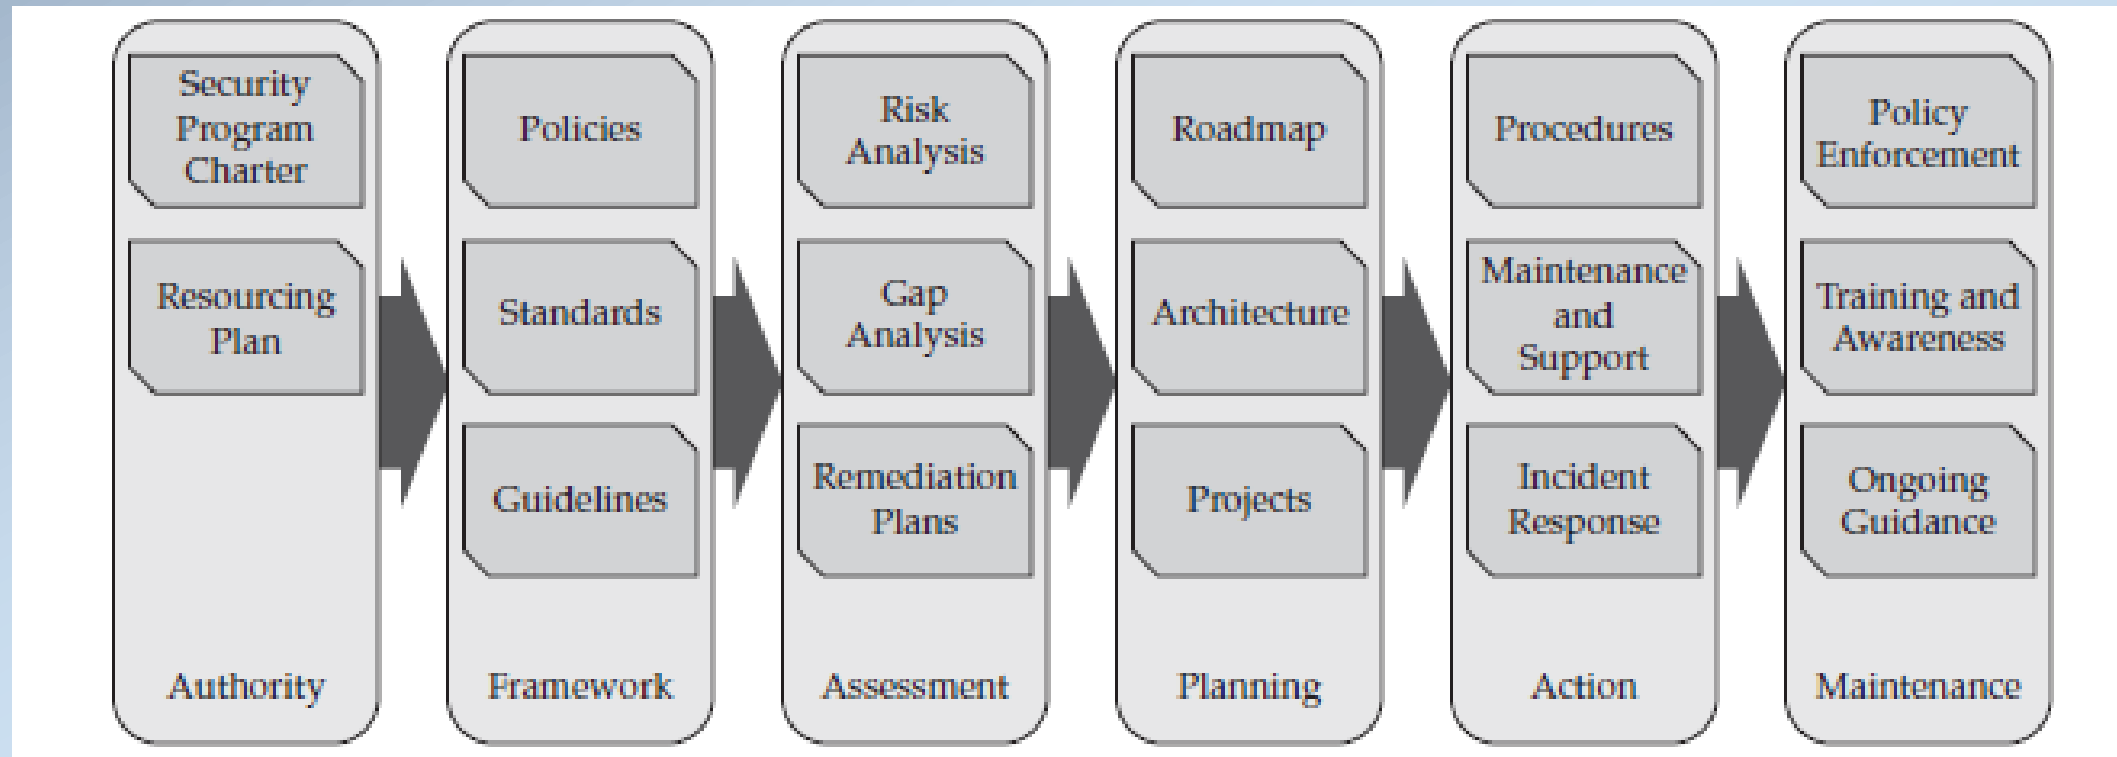 Security
Program
Charter
Resourcing
Plan
Authority
Policies
Standards
Guidelines
Framework
Risk
Analysis
Gap
Analysis
Remediation
Plans
Assessment
Roadmap
Architecture
Projects
Planning
Procedures
Maintenance
and
Support
Incident
Response
Action
Policy
Enforcement
Training and
Awareness
Ongoing
Guidance
Maintenance